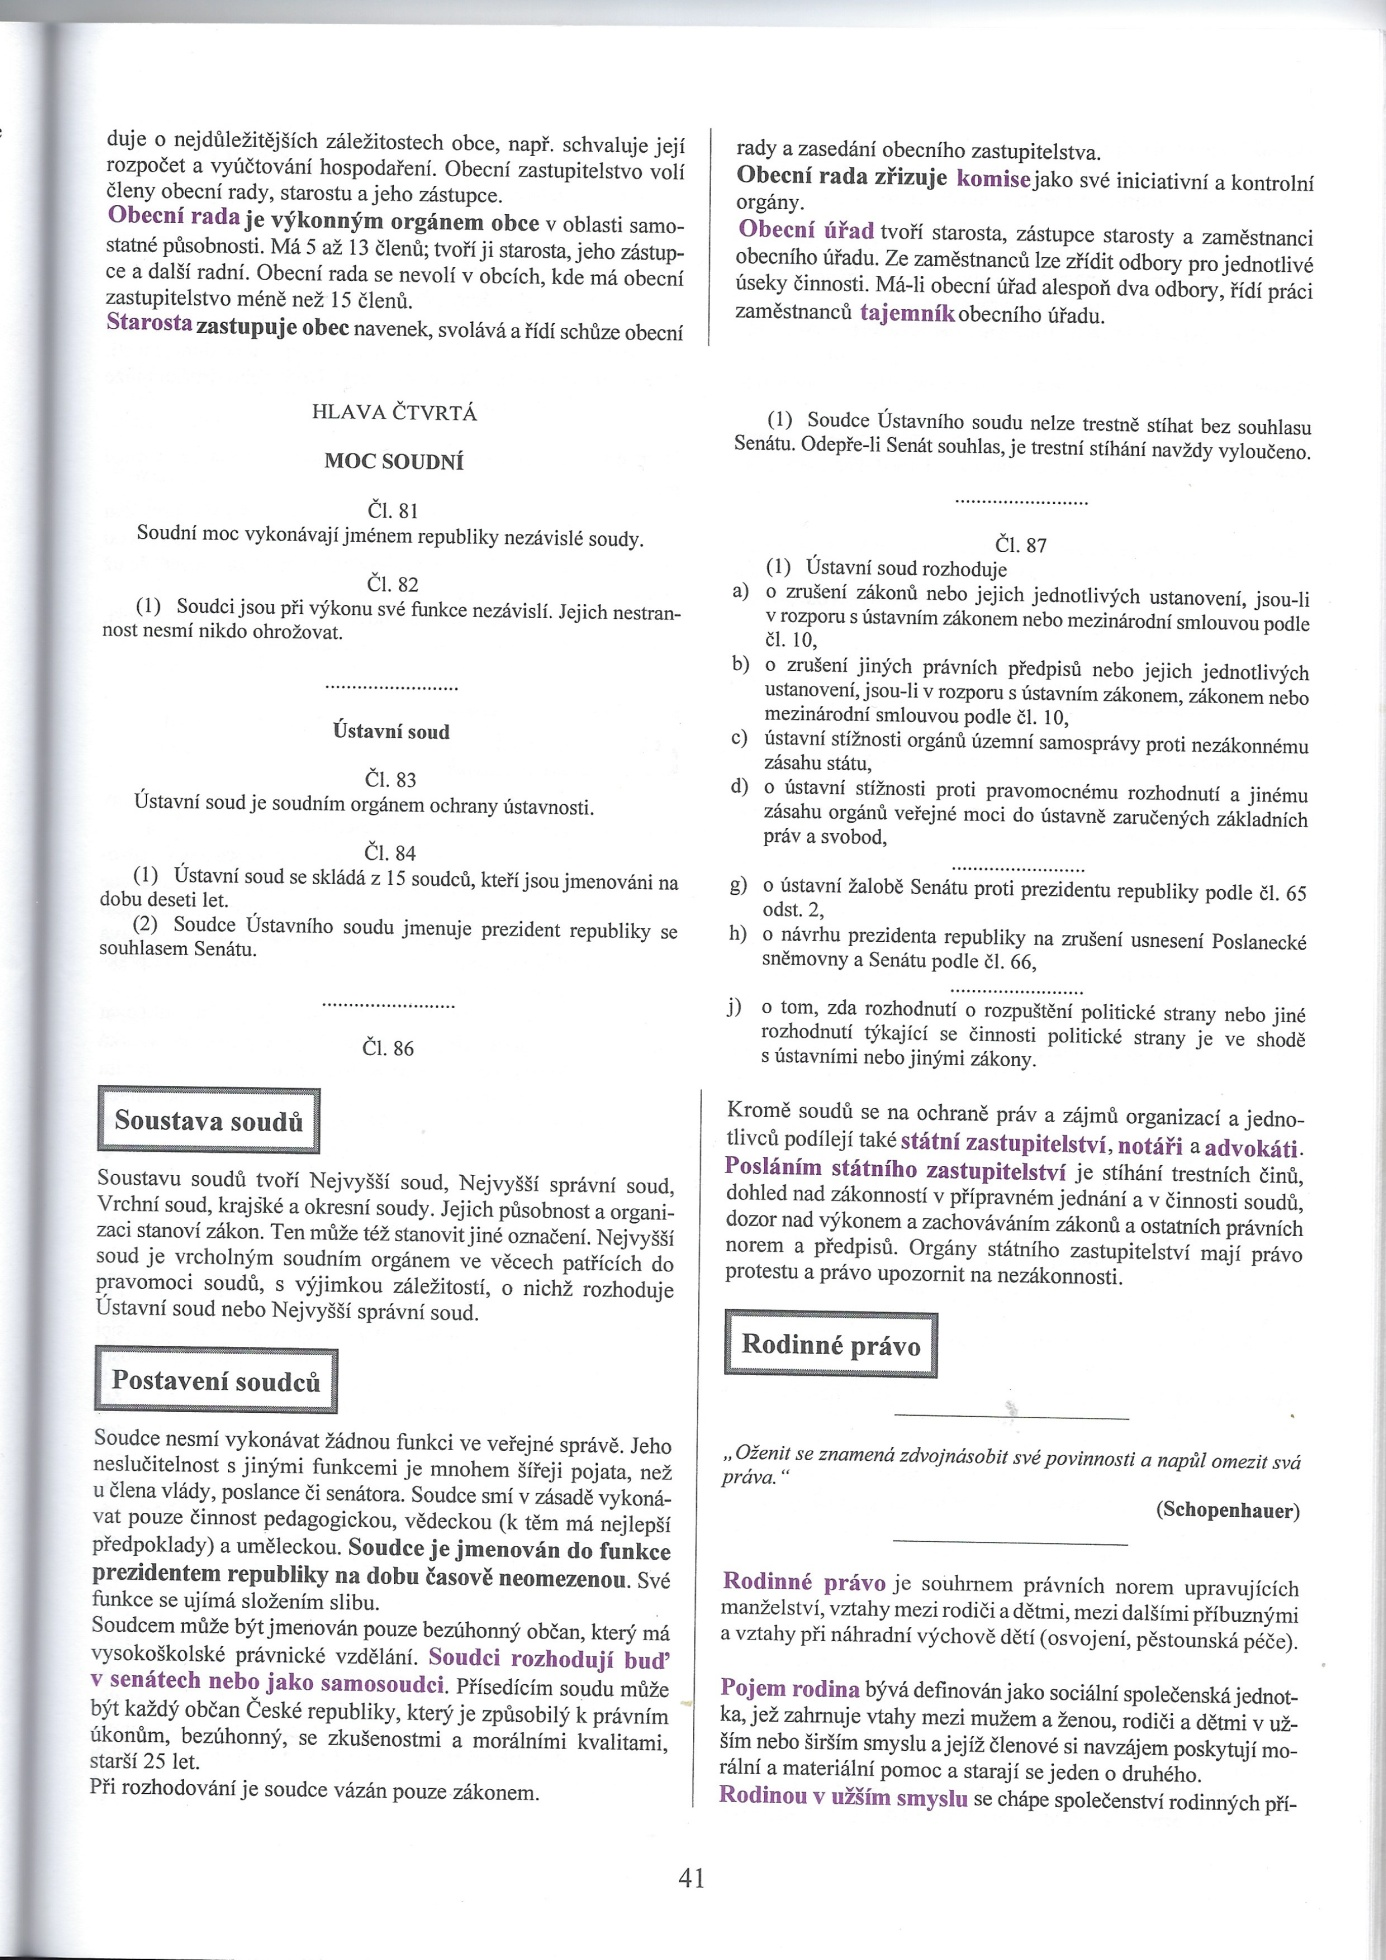 duje o nejdůležitějších záležitostech obce, např. schvaluje její
rozpočet a vyúčtování hospodaření. Obecní zastupitelstvo volí
členy obecní rady, starostu a jeho zástupce.
Obecní rada je výkonným orgánem obce v oblasti samo-
statné působnosti. Má 5 až 13 členů; tvoří ji starosta, jeho zástup-
ce a další radní. Obecní rada se nevolí v obcích, kde má obecní
zastupitelstvo méně než 15 členů.
Starosta zastupuje obec navenek, svolává a řídí schůze obecní
rady a zasedání obecního zastupitelstva.
Obecní rada zřizuje komise jako své iniciativní a kontrolní
orgány.
Obecní úřad tvoří starosta, zástupce starosty a zaměstnanci
obecního úřadu. Ze zaměstnanců lze zřídit odbory pro jednotlivé
úseky činnosti. Má-li obecní úřad alespoň dva odbory, řídí práci
zaměstnanců tajemník obecního úřadu.
HLAVA ČTVRTÁ
MOC SOUDNÍ
Čl. 81
Soudní moc vykonávají jménem republiky nezávislé soudy.
Čl. 82
(1) Soudci jsou při výkonu své funkce nezávislí. Jejich nestran-
nost nesmí nikdo ohrožovat.
.........................
Ústavní soud
Čl. 83
Ústavní soud je soudním orgánem ochrany ústavnosti.
Čl. 84
(1) Ústavní soud se skládá z 15 soudců, kteří jsou jmenováni na
dobu deseti let.
(2) Soudce Ústavního soudu jmenuje prezident republiky se
souhlasem Senátu.
.........................
Čl. 86
(1) Soudce Ústavního soudu nelze trestně stíhat bez souhlasu
Senátu. Odepře-li Senát souhlas, je trestní stíhání navždy vyloučeno.
.........................
Čl. 87
(1) Ústavní soud rozhoduje
a) o zrušení zákonů nebo jejich jednotlivých ustanovení, jsou-li
v rozporu s ústavním zákonem nebo mezinárodní smlouvou podle
čl. 10,
b) o zrušení jiných právních předpisů nebo jejich jednotlivých
ustanovení, jsou-li v rozporu s ústavním zákonem, zákonem nebo
mezinárodní smlouvou podle čl. 10,
c) ústavní stížnosti orgánů územní samosprávy proti nezákonnému
zásahu státu,
d) o ústavní stížnosti proti pravomocnému rozhodnutí a jinému
zásahu orgánů veřejné moci do ústavně zaručených základních
práv a svobod,
.........................
g) o ústavní žalobě Senátu proti prezidentu republiky podle čl. 65
odst. 2,
h) o návrhu prezidenta republiky na zrušení usnesení Poslanecké
sněmovny a Senátu podle čl. 66,
.........................
j) o tom, zda rozhodnutí o rozpuštění politické strany nebo jiné
rozhodnutí týkající se činnosti politické strany je ve shodě
s ústavními nebo jinými zákony.
Soustava soudů
Soustavu soudů tvoří Nejvyšší soud, Nejvyšší správní soud,
Vrchní soud, krajské a okresní soudy. Jejich působnost a organi-
zaci stanoví zákon. Ten může též stanovit jiné označení. Nejvyšší
soud je vrcholným soudním orgánem ve věcech patřících do
pravomoci soudů, s výjimkou záležitostí, o nichž rozhoduje
Ústavní soud nebo Nejvyšší správní soud.
Postavení soudců
Soudce nesmí vykonávat žádnou funkci ve veřejné správě. Jeho
neslučitelnost s jinými funkcemi je mnohem šířeji pojata, než
u člena vlády, poslance či senátora. Soudce smí v zásadě vykoná-
vat pouze činnost pedagogickou, vědeckou (k těm má nejlepší
předpoklady) a uměleckou. Soudce je jmenován do funkce
prezidentem republiky na dobu časově neomezenou. Své
funkce se ujímá složením slibu.
Soudcem může být jmenován pouze bezúhonný občan, který má
vysokoškolské právnické vzdělání. Soudci rozhodují buď
v senátech nebo jako samosoudci. Přísedícím soudu může
být každý občan České republiky, který je způsobilý k právním
úkonům, bezúhonný, se zkušenostmi a morálními kvalitami,
starší 25 let.
Při rozhodování je soudce vázán pouze zákonem.
Kromě soudů se na ochraně práv a zájmů organizací a jedno-
tlivců podílejí také státní zastupitelství, notáři a advokáti.
Posláním státního zastupitelství je stíhání trestních činů,
dohled nad zákonností v přípravném jednání a v činnosti soudů,
dozor nad výkonem a zachováváním zákonů a ostatních právních
norem a předpisů. Orgány státního zastupitelství mají právo
protestu a právo upozornit na nezákonnosti.
Rodinné právo
„Oženit se znamená zdvojnásobit své povinnosti a napůl omezit svá
práva.“
(Schopenhauer)
Rodinné právo je souhrnem právních norem upravujících
manželství, vztahy mezi rodiči a dětmi, mezi dalšími příbuznými
a vztahy při náhradní výchově dětí (osvojení, pěstounská péče).
Pojem rodina bývá definován jako sociální společenská jednot-
ka, jež zahrnuje vtahy mezi mužem a ženou, rodiči a dětmi v už-
ším nebo širším smyslu a jejíž členové si navzájem poskytují mo-
rální a materiální pomoc a starají se jeden o druhého.
Rodinou v užším smyslu se chápe společenství rodinných pří-
41